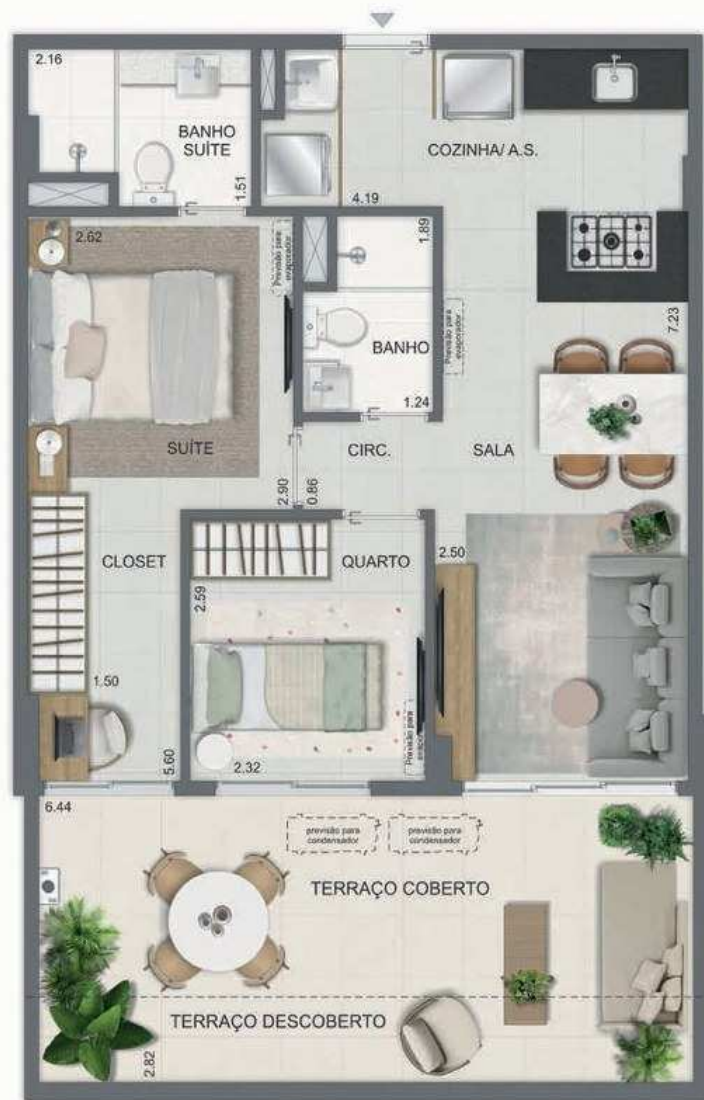 2.16
BANHO
SUÍTE
1.51
COZINHA/ A.S.
4.19
2.62
Previsão para
evaporador
1.89
Previsão para
evaporador
7.23
BANHO
1.24
SUÍTE
CIRC.
SALA
2.90
0.86
CLOSET
QUARTO
2.50
2.59
1.50
Previsão para
evaporador
5.60
2.32
6.44
previsão para
condensador
previsão para
condensador
TERRAÇO COBERTO
TERRAÇO DESCOBERTO
2.82